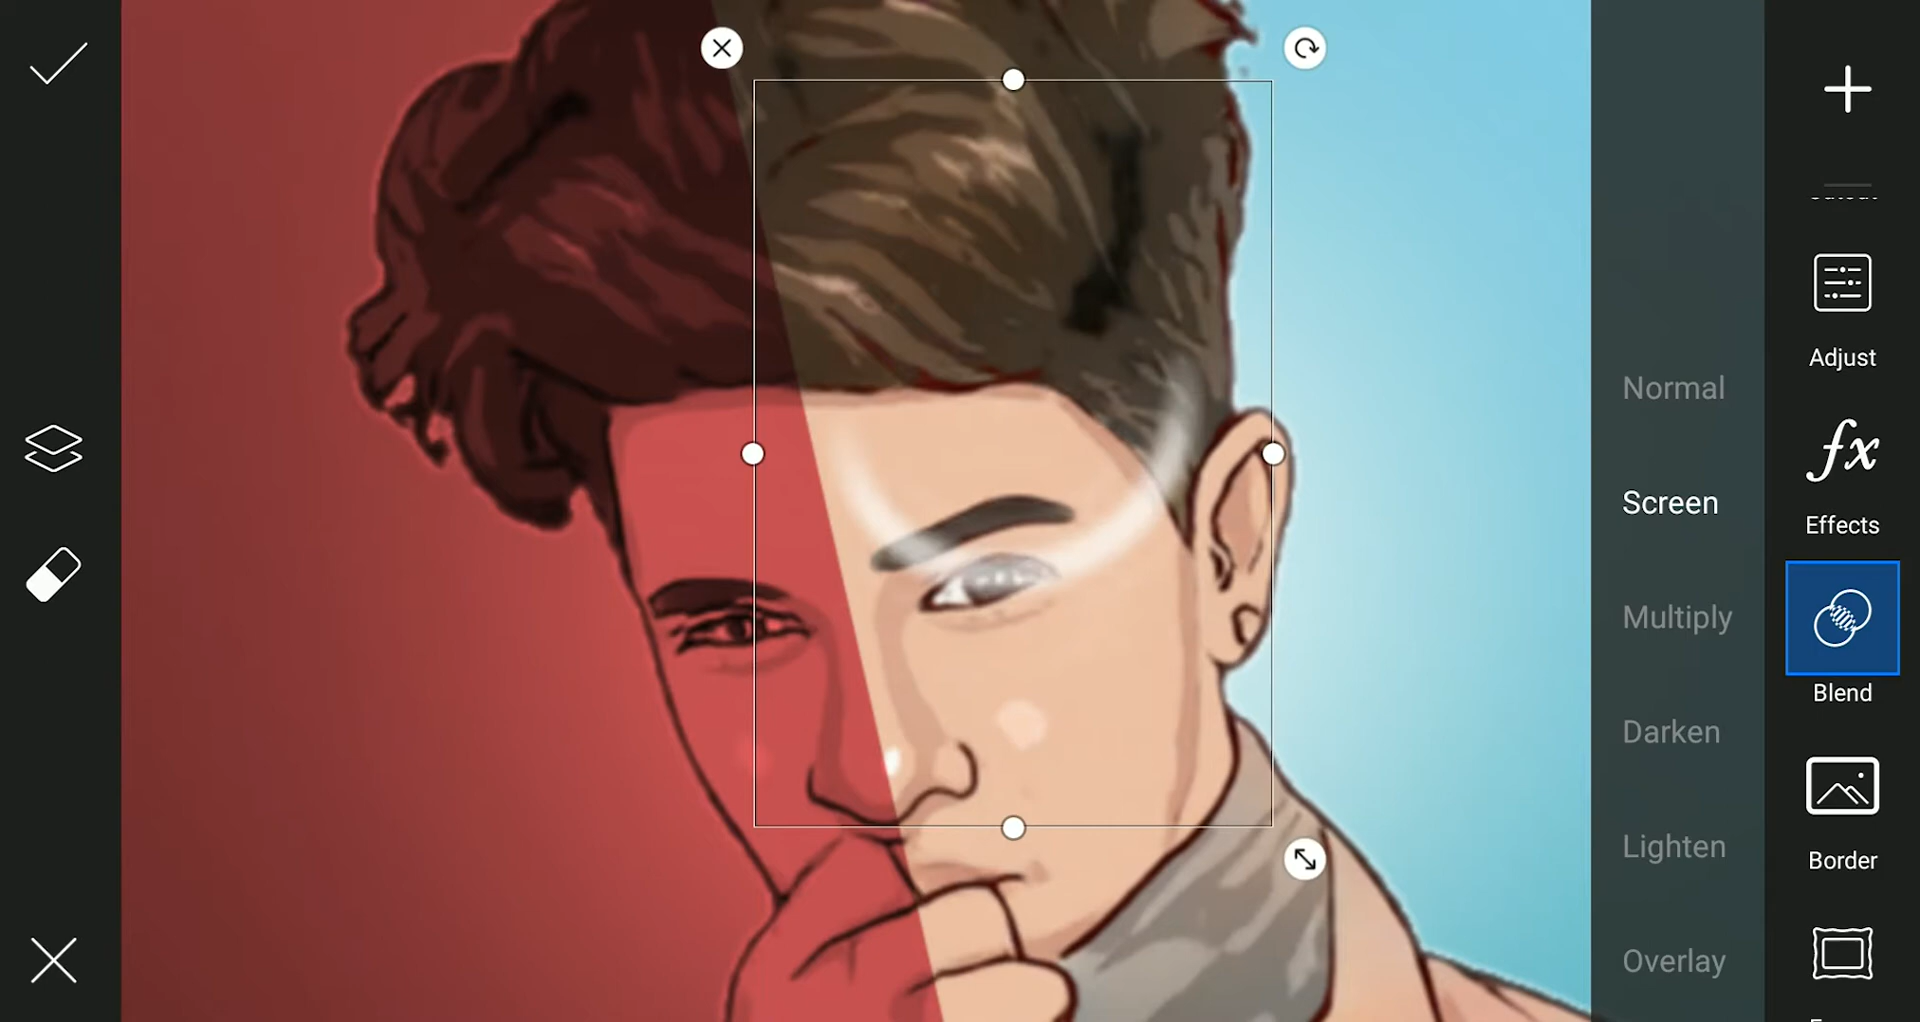 Adjust
Normal
Effects
Screen
Multiply
Blend
Darken
Lighten
Border
Overlay